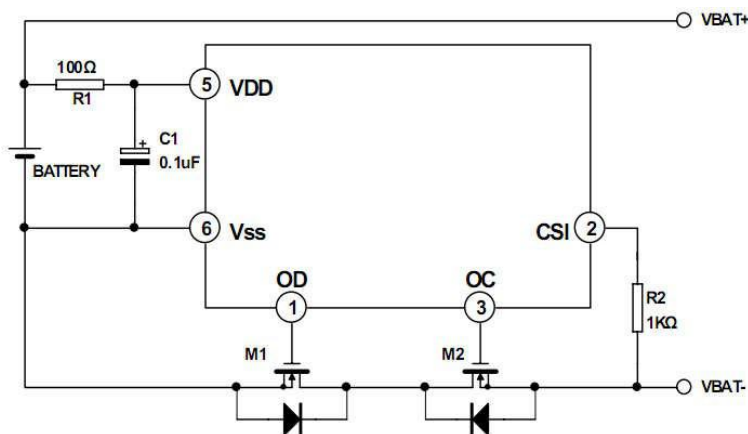 VBAT+
100Ω
R1
5
VDD
C1
+
0.1uF
BATTERY
6
Vss
CSI
2
OD
OC
1
3
R2
1KΩ
M1
M2
VBAT-